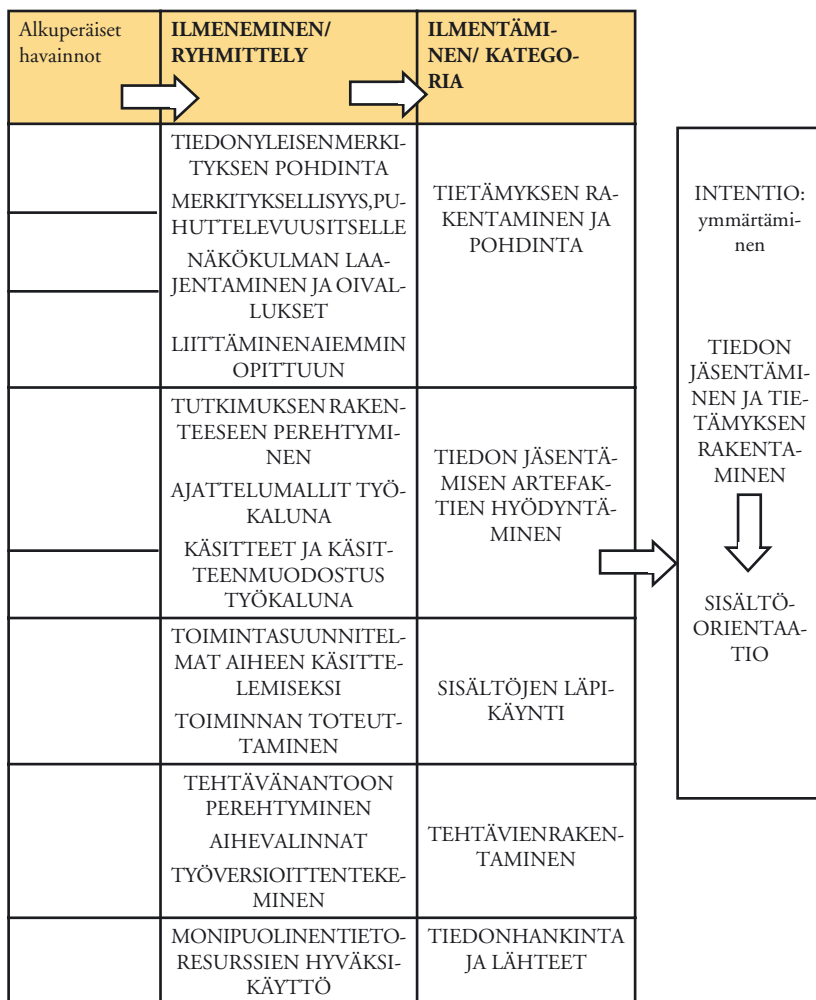 Alkuperäiset
havainnot
ILMENEMINEN/
RYHMITTELY
ILMENTÄMI-
NEN/ KATEGO-
RIA
TIEDONYLEISENMERKI-
TYKSEN POHDINTA
MERKITYKSELLISYYS,PU-
HUTTELEVUUSITSELLE
NÄKÖKULMAN LAA-
JENTAMINEN JA OIVAL-
LUKSET
LIITTÄMINENAIEMMIN
OPITTUUN
TIETÄMYKSEN RA-
KENTAMINEN JA
POHDINTA
TUTKIMUKSEN RAKEN-
TEESEEN PEREHTYMI-
NEN
AJATTELUMALLIT TYÖ-
KALUNA
KÄSITTEET JA KÄSIT-
TEENMUODOSTUS
TYÖKALUNA
TIEDON JÄSENTÄ-
MISEN ARTEFAK-
TIEN HYÖDYNTÄ-
MINEN
TOIMINTASUUNNITEL-
MAT AIHEEN KÄSITTE-
LEMISEKSI
TOIMINNAN TOTEUT-
TAMINEN
SISÄLTÖJEN LÄPI-
KÄYNTI
TEHTÄVÄNANTOON
PEREHTYMINEN
AIHEVALINNAT
TYÖVERSIOITTENTEKE-
MINEN
TEHTÄVIENRAKEN-
TAMINEN
MONIPUOLINENTIETO-
RESURSSIEN HYVÄKSI-
KÄYTTÖ
TIEDONHANKINTA
JA LÄHTEET
INTENTIO:
ymmärtämi-
nen
TIEDON
JÄSENTÄMI-
NEN JA TIE-
TÄMYKSEN
RAKENTA-
MINEN
SISÄLTÖ-
ORIENTAA-
TIO